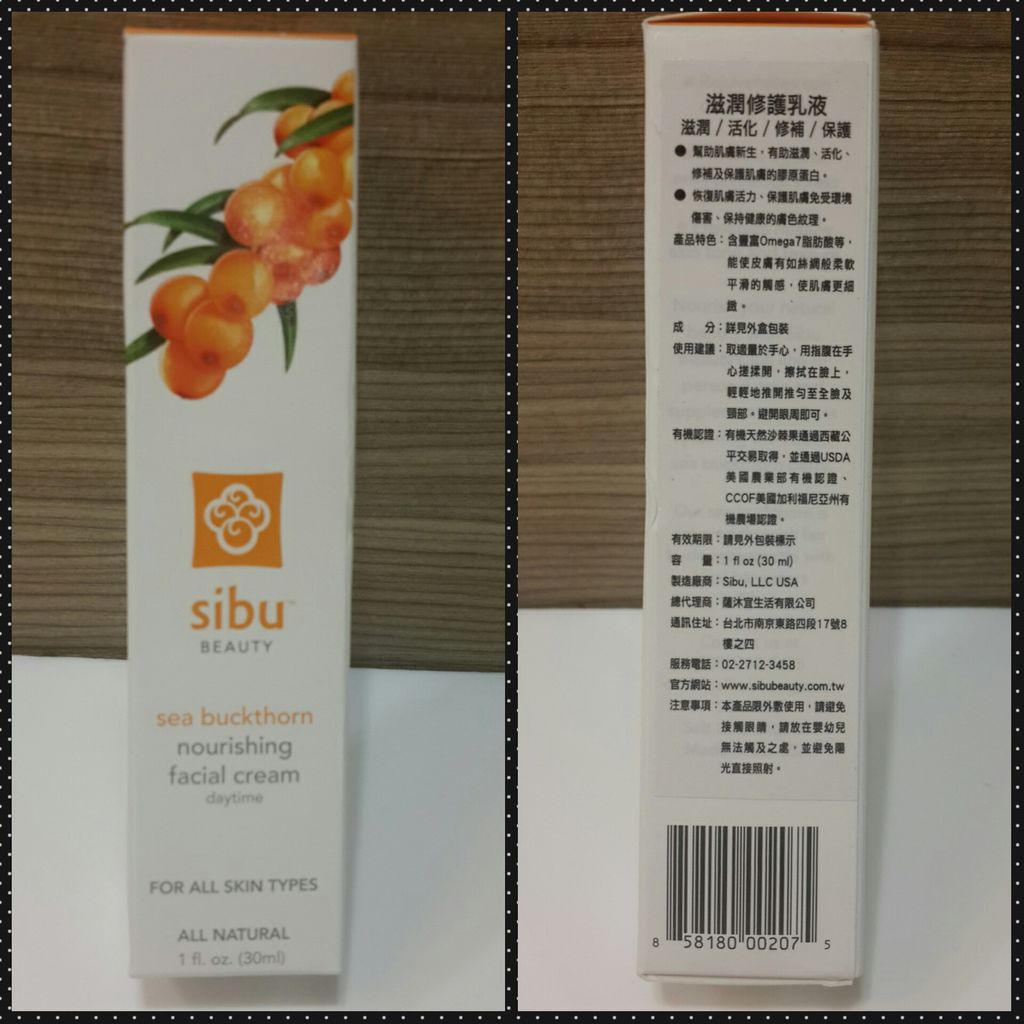 sibu™
BEAUTY
sea buckthorn
nourishing
facial cream
daytime
FOR ALL SKIN TYPES
ALL NATURAL
1 fl. oz. (30ml)
滋潤修護乳液
滋潤 / 活化 / 修補 / 保護
● 幫助肌膚新生，有助滋潤、活化、
修補及保護肌膚的膠原蛋白。
● 恢復肌膚活力、保護肌膚免受環境
傷害、保持健康的膚色紋理。
產品特色：含豐富Omega7脂肪酸等，
能使皮膚有如絲綢般柔軟
平滑的觸感，使肌膚更細
緻。
成　　分：詳見外盒包裝
使用建議：取適量於手心，用指腹在手
心搓揉開，擦拭在臉上，
輕輕地推開推勻至全臉及
頸部。避開眼周即可。
有機認證：有機天然沙棘果通過西藏公
平交易取得，並通過USDA
美國農業部有機認證、
CCOF美國加利福尼亞州有
機農場認證。
有效期限：請見外包裝標示
容　　量：1 fl oz (30 ml)
製造廠商：Sibu, LLC USA
總代理商：薩沐宜生活有限公司
通訊住址：台北市南京東路四段17號8
樓之四
服務電話：02-2712-3458
官方網站：www.sibubeauty.com.tw
注意事項：本產品限外敷使用，請避免
接觸眼睛，請放在嬰幼兒
無法觸及之處，並避免陽
光直接照射。
8 58180 00207 5